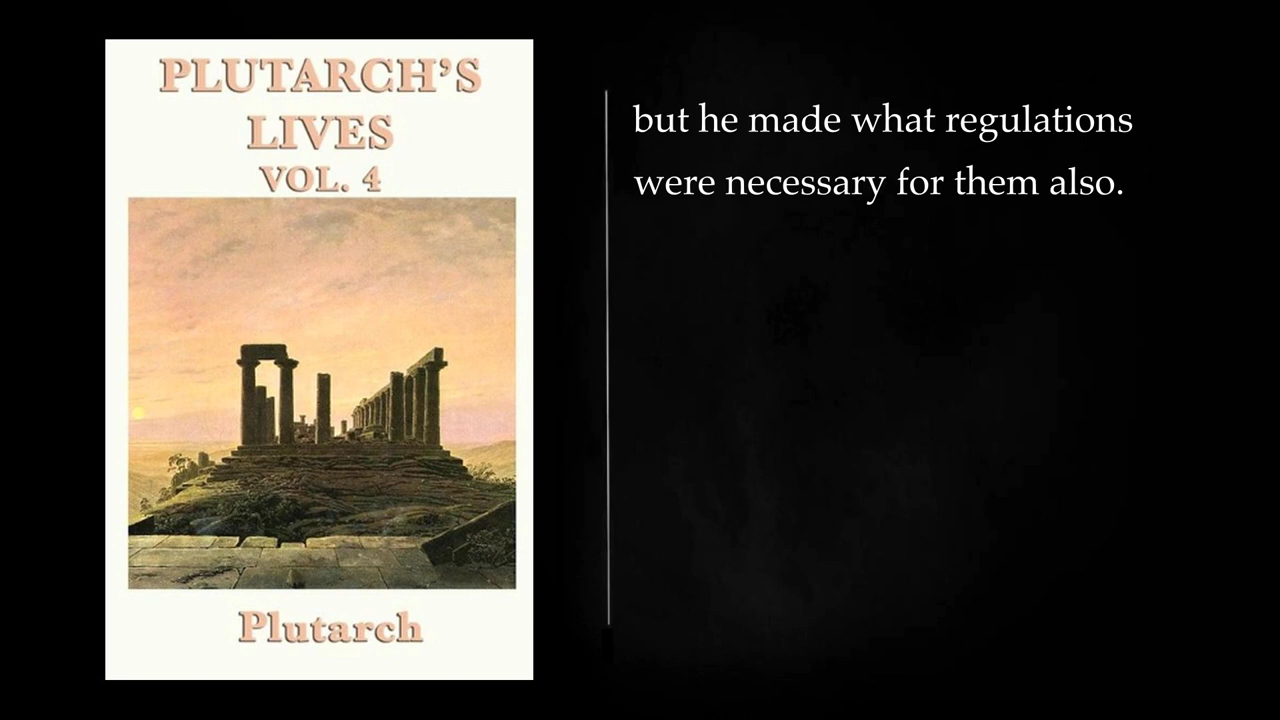 PLUTARCH'S
LIVES
VOL. 4
Plutarch
but he made what regulations
were necessary for them also.